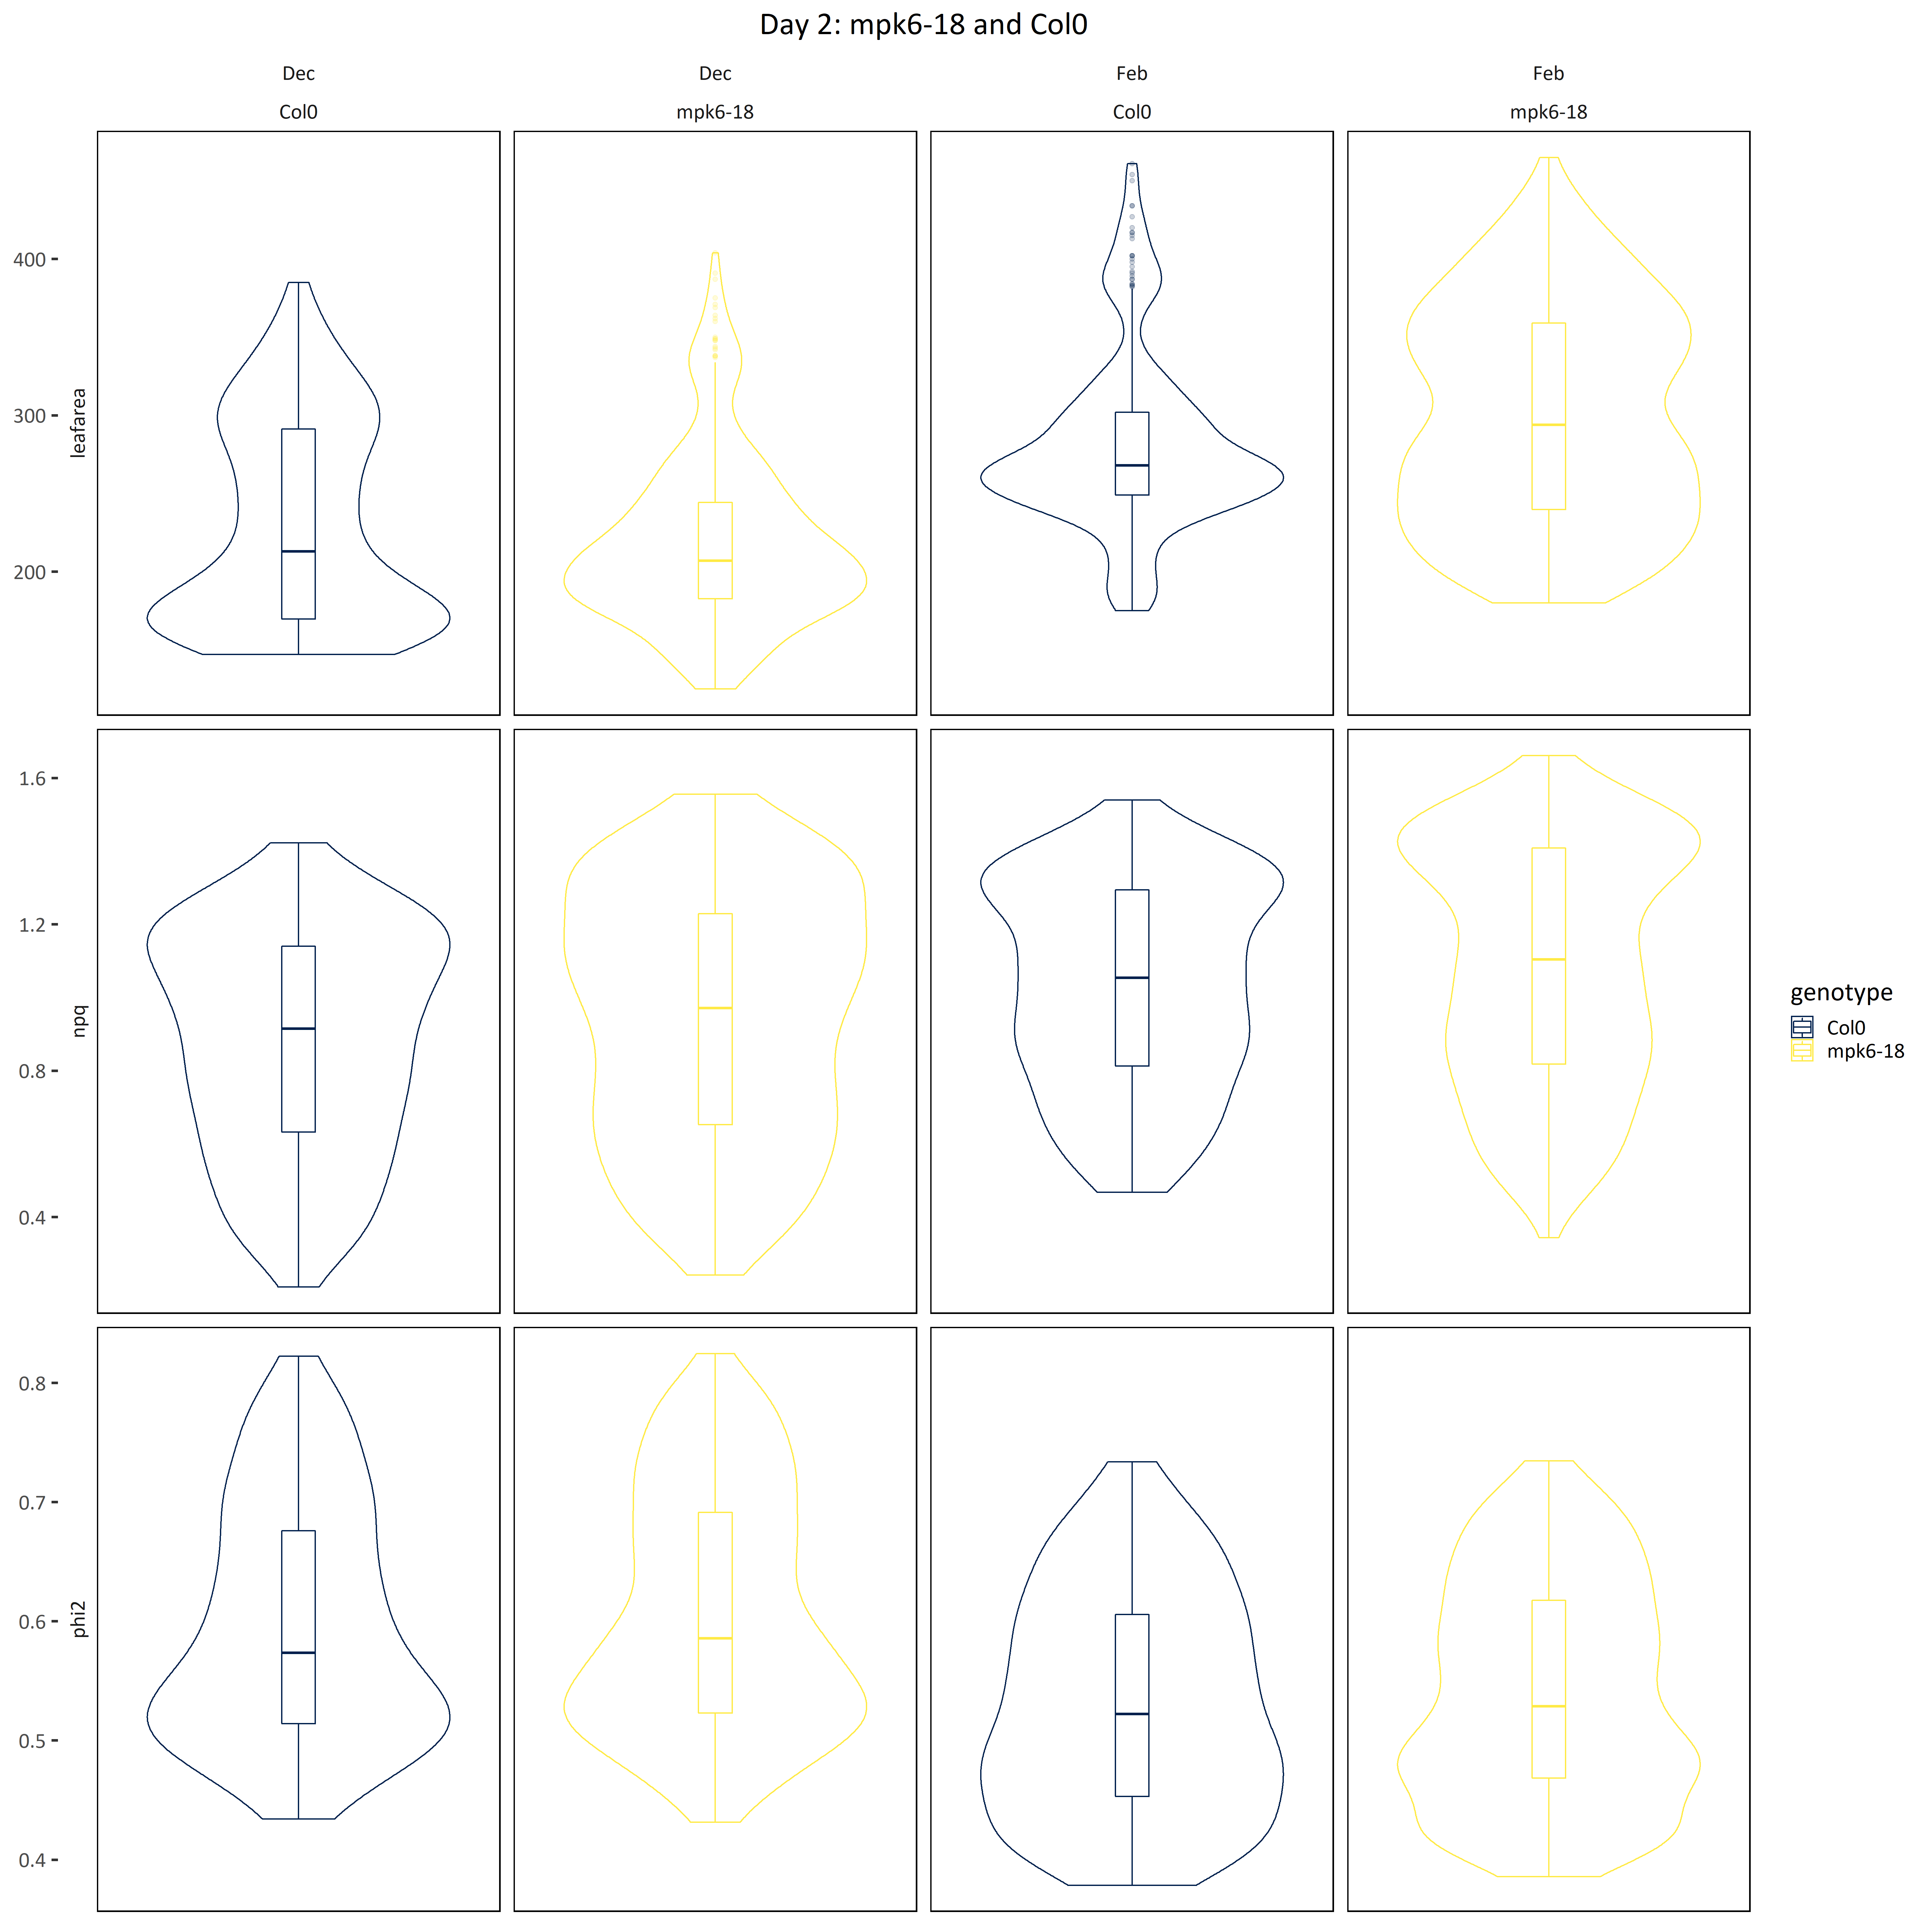 Day 2: mpk6-18 and Col0
Dec
Dec
Feb
Feb
Col0
mpk6-18
Col0
mpk6-18
400
300
200
leafarea
1.6
1.2
0.8
0.4
npq
0.8
0.7
0.6
0.5
0.4
phi2
genotype
Col0
mpk6-18